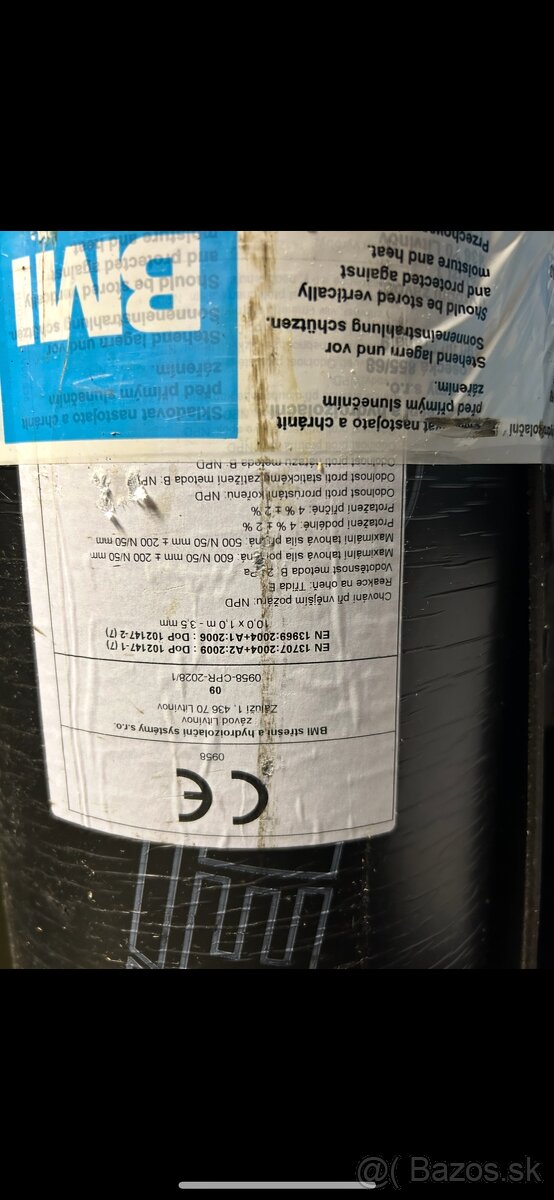 CE
0958
BMI střešní a hydroizolační systémy s.r.o.
závod Litvínov
Záluží 1, 436 70 Litvínov
09
0958-CPR-2028/1
EN 13707:2004+A2:2009 : DoP 102147-1(7)
EN 13969:2004+A1:2006 : DoP 102147-2(7)
10,0 x 1,0 m - 3,5 mm
Chování při vnějším požáru: NPD
Reakce na oheň: Třída E
Vodotěsnost metoda B:
Maximální tahová síla 600 N/50 mm ± 200 N/50 mm
Maximální tahová síla příčná: 500 N/50 mm ± 200 mm
Protažení podélné: 4 % ± 2 %
Protažení příčné: 4 % ± 2 %
Odolnost proti prorůstání kořenů: NPD
Odolnost proti statickému zatížení metoda B: NP
Odolnost proti nárazu metoda B: NPD
nastojato a chránit
před přímým slunečním
zářením.
Stehend lagern und vor
Sonneneinstrahlung schützen.
Should be stored vertically
and protected against
moisture and heat.
BMI
@( Bazos.sk